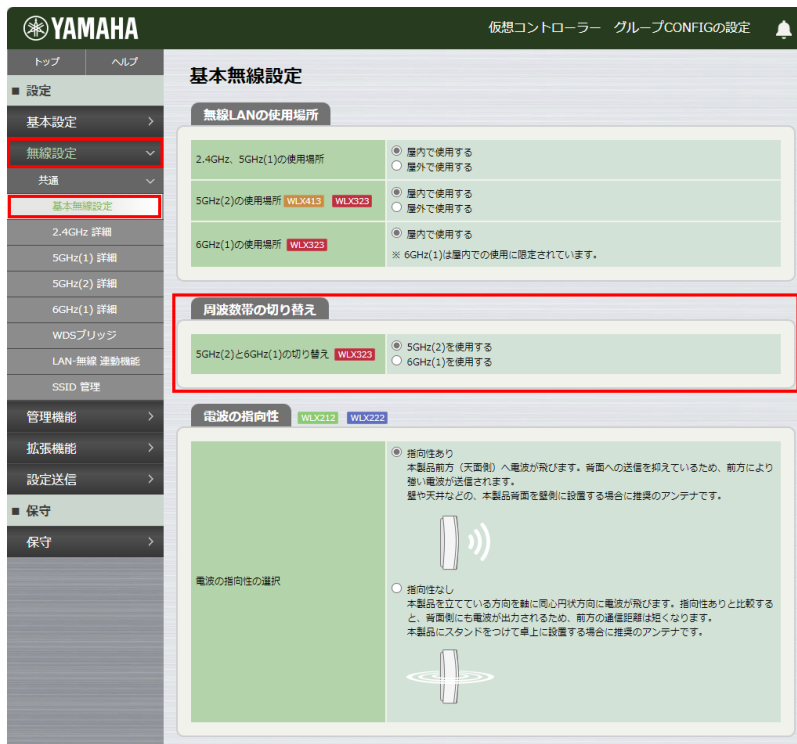 YAMAHA
仮想コントローラー グループCONFIGの設定
トップ ヘルプ
■ 設定
基本設定
無線設定
共通
基本無線設定
2.4GHz 詳細
5GHz(1) 詳細
5GHz(2) 詳細
6GHz(1) 詳細
WDSブリッジ
LAN-無線 連動機能
SSID 管理
管理機能
拡張機能
設定送信
■ 保守
保守
基本無線設定
無線LANの使用場所
2.4GHz、5GHz(1)の使用場所
屋内で使用する
屋外で使用する
5GHz(2)の使用場所 WLX413 WLX323
屋内で使用する
屋外で使用する
6GHz(1)の使用場所 WLX323
屋内で使用する
※ 6GHz(1)は屋内での使用に限定されています。
周波数帯の切り替え
5GHz(2)と6GHz(1)の切り替え WLX323
5GHz(2)を使用する
6GHz(1)を使用する
電波の指向性 WLX212 WLX222
電波の指向性の選択
指向性あり
本製品前方（天面側）へ電波が飛びます。背面への送信を抑えているため、前方により
強い電波が送信されます。
壁や天井などの、本製品背面を壁側に設置する場合に推奨のアンテナです。
指向性なし
本製品を立てている方向を軸に同心円状方向に電波が飛びます。指向性ありと比較する
と、背面側にも電波が出力されるため、前方の通信距離は短くなります。
本製品にスタンドをつけて卓上に設置する場合に推奨のアンテナです。